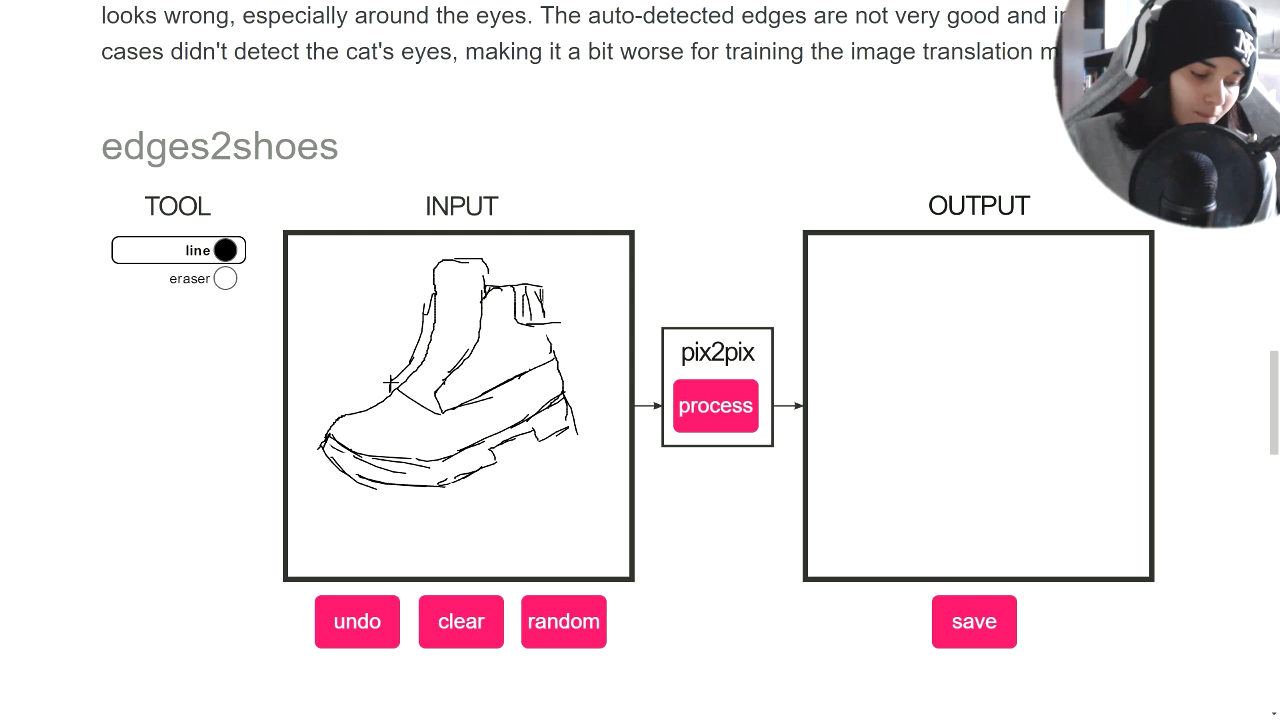 looks wrong, especially around the eyes. The auto-detected edges are not very good and in
cases didn't detect the cat's eyes, making it a bit worse for training the image translation
edges2shoes
TOOL
INPUT
OUTPUT
line
eraser
pix2pix
process
undo
clear
random
save